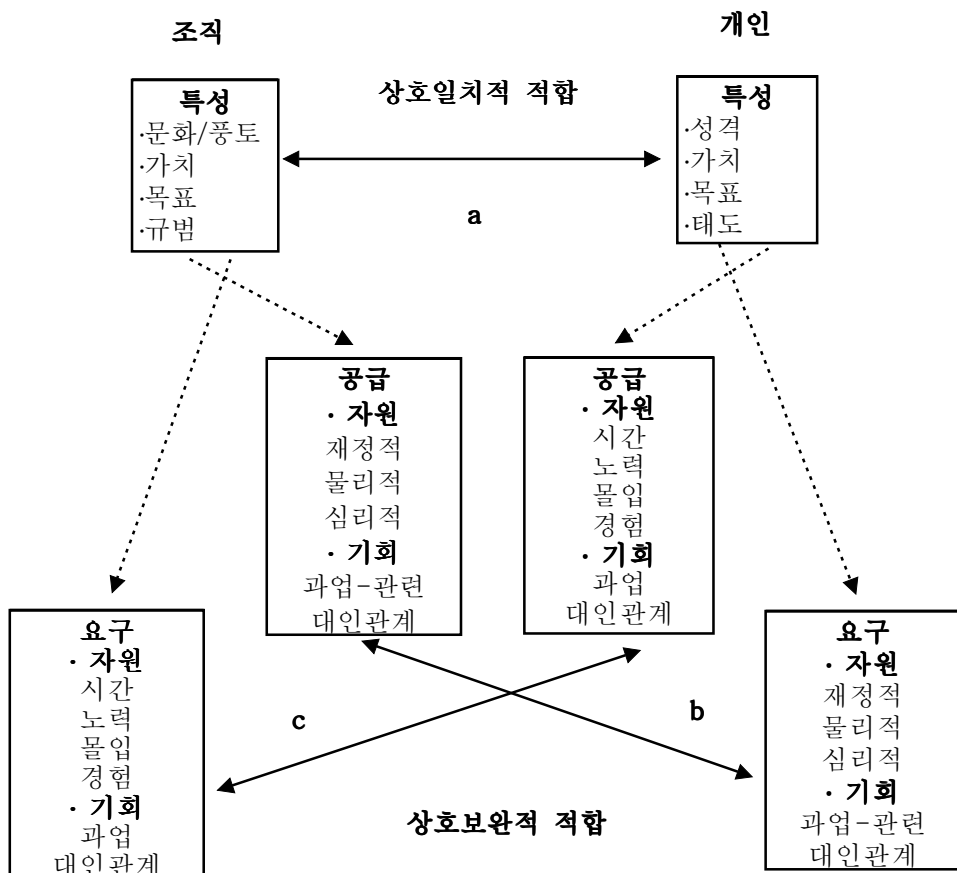 조직
개인
상호일치적 적합
특성
·문화/풍토
·가치
·목표
·규범
특성
·성격
·가치
·목표
·태도
a
공급
· 자원
재정적
물리적
심리적
· 기회
과업-관련
대인관계
공급
· 자원
시간
노력
몰입
경험
· 기회
과업
대인관계
요구
· 자원
시간
노력
몰입
경험
· 기회
과업
대인관계
요구
· 자원
재정적
물리적
심리적
· 기회
과업-관련
대인관계
c
b
상호보완적 적합